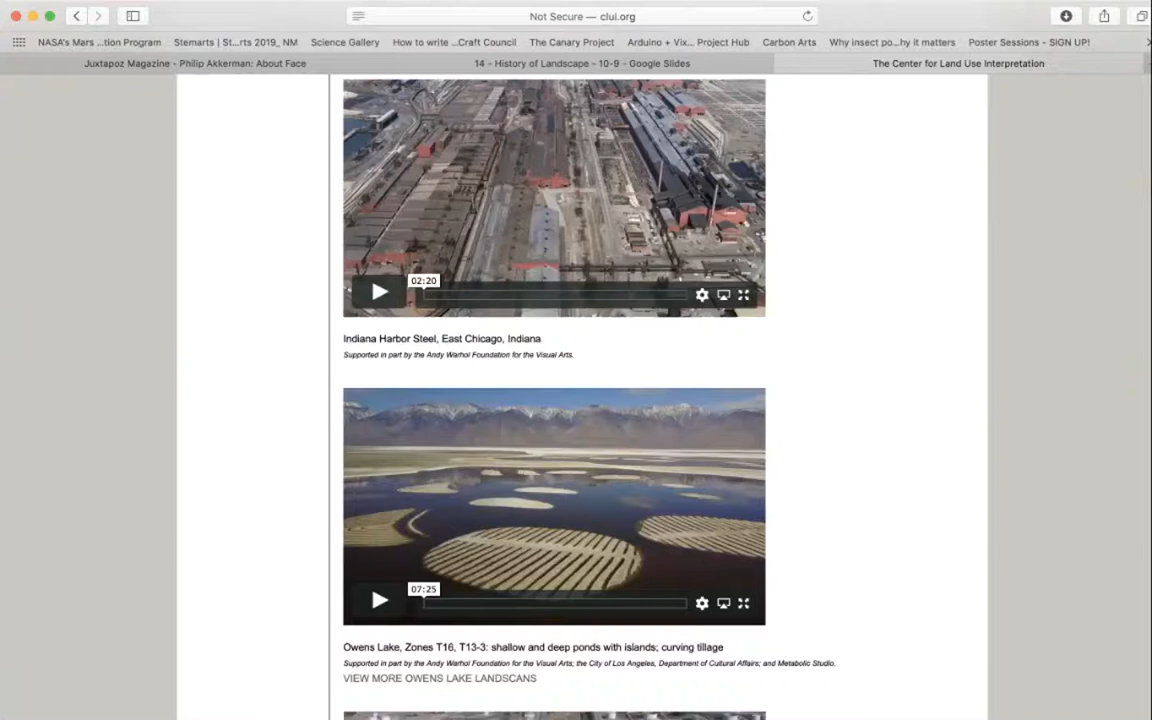 Not Secure — clui.org
NASA's Mars ...tion Program Stemarts | St...rts 2019_ NM Science Gallery How to write ...Craft Council The Canary Project Arduino + Vix... Project Hub Carbon Arts Why insect po...hy it matters Poster Sessions - SIGN UP!
Juxtapoz Magazine - Philip Akkerman: About Face 14 - History of Landscape - 10-9 - Google Slides The Center for Land Use Interpretation
02:20
Indiana Harbor Steel, East Chicago, Indiana
Supported in part by the Andy Warhol Foundation for the Visual Arts.
07:25
Owens Lake, Zones T16, T13-3: shallow and deep ponds with islands; curving tillage
Supported in part by the Andy Warhol Foundation for the Visual Arts; the City of Los Angeles, Department of Cultural Affairs; and Metabolic Studio.
VIEW MORE OWENS LAKE LANDSCANS